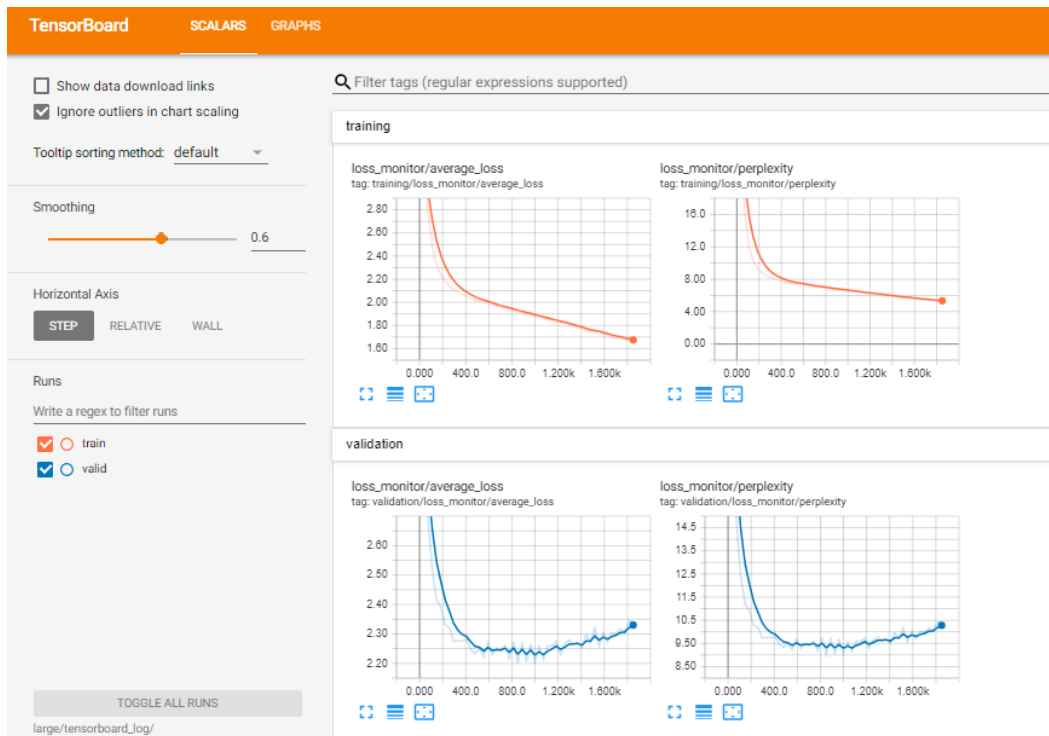 TensorBoard SCALARS GRAPHS
Show data download links
Ignore outliers in chart scaling
Tooltip sorting method: default
Smoothing
0.6
Horizontal Axis
STEP RELATIVE WALL
Runs
Write a regex to filter runs
train
valid
TOGGLE ALL RUNS
large/tensorboard_log/
Filter tags (regular expressions supported)
training
loss_monitor/average_loss
tag: training/loss_monitor/average_loss
2.80
2.60
2.40
2.20
2.00
1.80
1.60
0.000 400.0 800.0 1.200k 1.600k
loss_monitor/perplexity
tag: training/loss_monitor/perplexity
16.0
12.0
8.00
4.00
0.00
0.000 400.0 800.0 1.200k 1.600k
validation
loss_monitor/average_loss
tag: validation/loss_monitor/average_loss
2.60
2.50
2.40
2.30
2.20
0.000 400.0 800.0 1.200k 1.600k
loss_monitor/perplexity
tag: validation/loss_monitor/perplexity
14.5
13.5
12.5
11.5
10.5
9.50
8.50
0.000 400.0 800.0 1.200k 1.600k